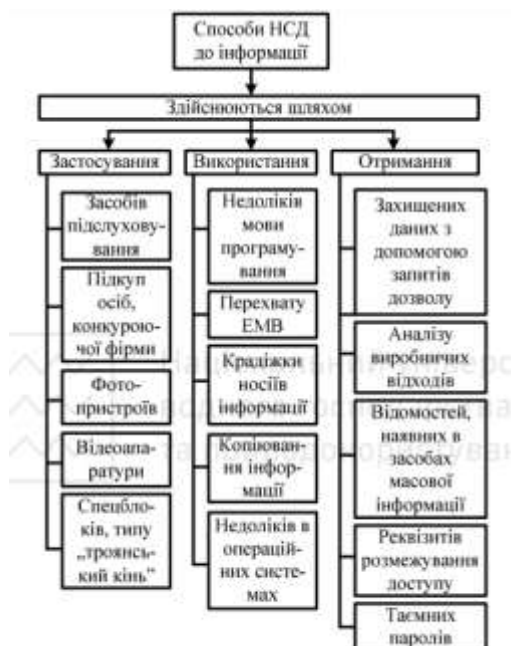 Способи НСД
до інформації
Здійснюються шляхом
Застосування
Засобів
підслухову-
вання
Підкуп
осіб,
конкурою-
чої фірми
Фото-
пристроїв
Відеоапа-
ратури
Спецбло-
ків, типу
„троянсь-
кий кінь“
Використання
Недоліків
мови
програму-
вання
Перехвату
ЕМВ
Крадіжки
носіїв
інформації
Копіюван-
ня інфор-
мації
Недоліків в
операцій-
них систе-
мах
Отримання
Захищених
даних з
допомогою
запитів
дозволу
Аналізу
виробничих
відходів
Відомостей,
наявних в
засобах
масової
інформації
Реквізитів
розмежування
доступу
Таємних
паролів